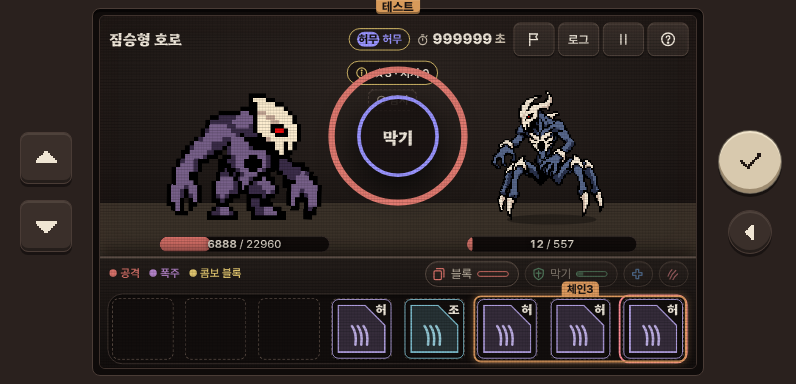 테스트
짐승형 호로
허무 허무
999999 초
로그
막기
6888 / 22960
12 / 557
공격
폭주
콤보 블록
블록
막기
체인3
허
조
허
허
허